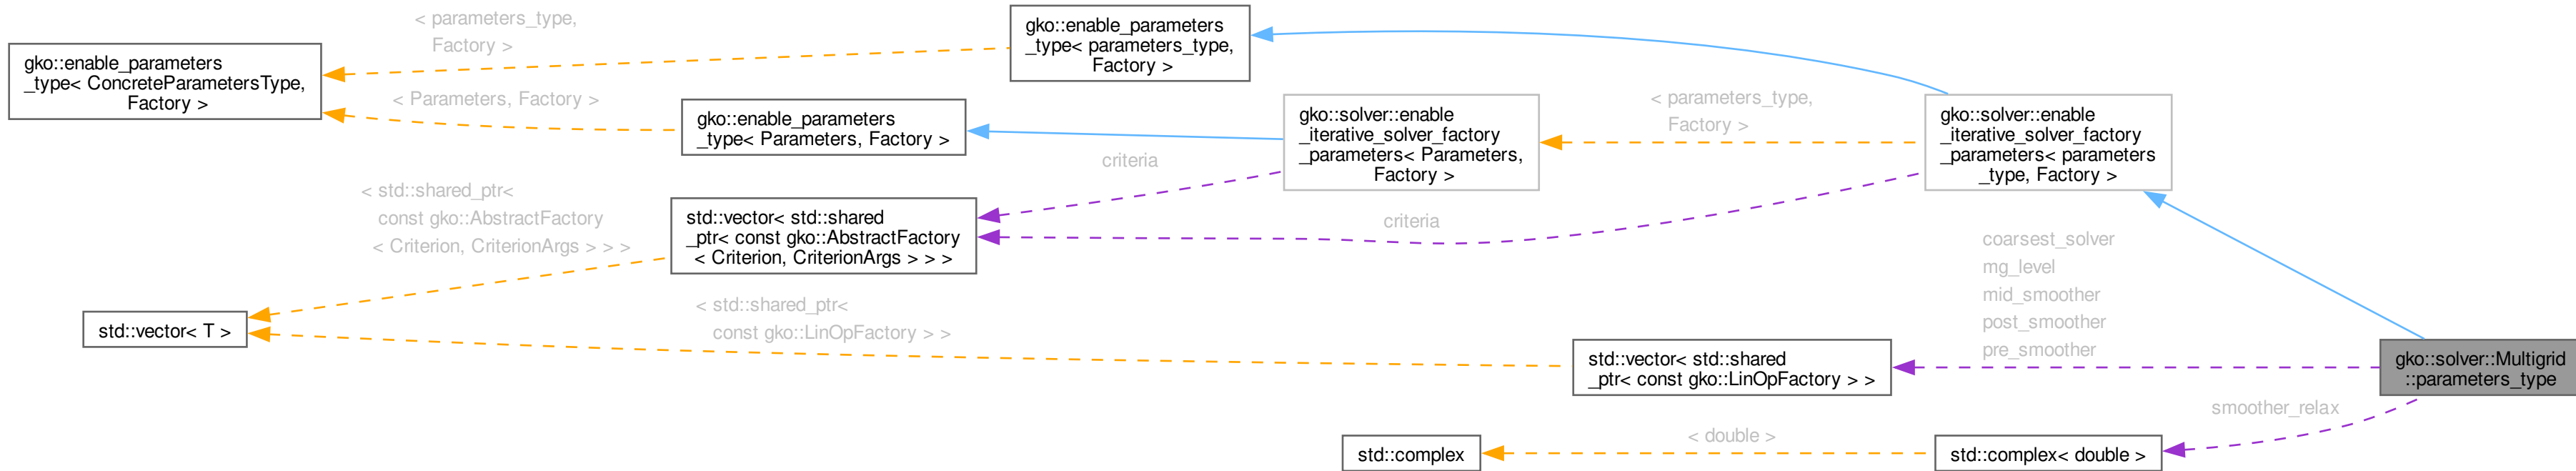 < parameters_type,
Factory >
gko::enable_parameters
_type< parameters_type,
Factory >
gko::enable_parameters
_type< ConcreteParametersType,
Factory >
< Parameters, Factory >
gko::enable_parameters
_type< Parameters, Factory >
gko::solver::enable
_iterative_solver_factory
_parameters< Parameters,
Factory >
< parameters_type,
Factory >
gko::solver::enable
_iterative_solver_factory
_parameters< parameters
_type, Factory >
criteria
criteria
< std::shared_ptr<
const gko::AbstractFactory
< Criterion, CriterionArgs > > >
std::vector< std::shared
_ptr< const gko::AbstractFactory
< Criterion, CriterionArgs > > >
std::vector< T >
< std::shared_ptr<
const gko::LinOpFactory > >
coarsest_solver
mg_level
mid_smoother
post_smoother
pre_smoother
std::vector< std::shared
_ptr< const gko::LinOpFactory > >
gko::solver::Multigrid
::parameters_type
smoother_relax
std::complex
< double >
std::complex< double >